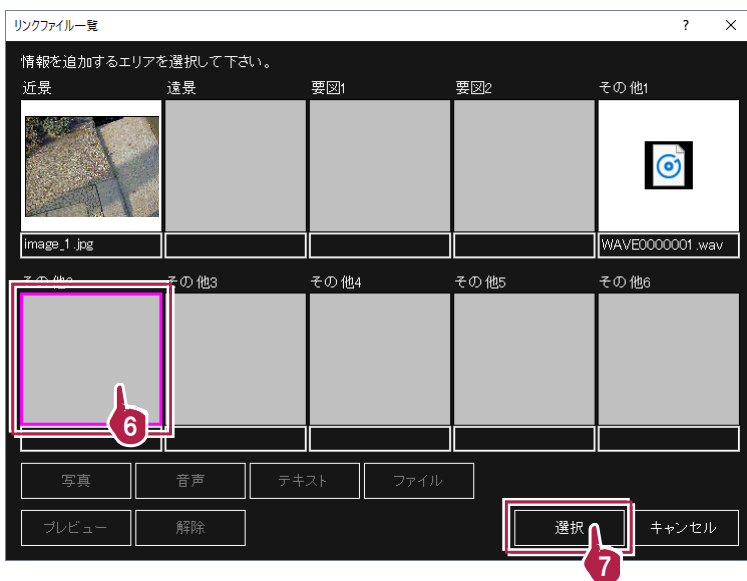 リンクファイル一覧 ? ×
情報を追加するエリアを選択して下さい。
近景 遠景 要図1 要図2 その他1
image_1.jpg WAVE0000001.wav
その他2 その他3 その他4 その他5 その他6
6
写真 音声 テキスト ファイル
プレビュー 解除 選択 キャンセル
7